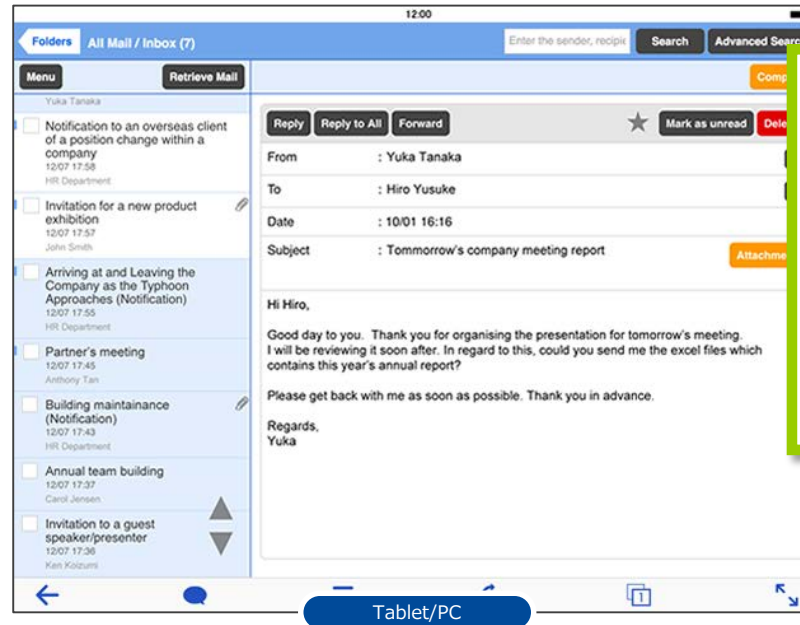 12:00
Folders All Mail / Inbox (7)
Enter the sender, recipie Search Advanced Searc
Menu Retrieve Mail
Comp
Yuka Tanaka
Notification to an overseas client
of a position change within a
company
12/07 17:58
HR Department
Invitation for a new product
exhibition
12/07 17:57
John Smith
Arriving at and Leaving the
Company as the Typhoon
Approaches (Notification)
12/07 17:55
HR Department
Partner's meeting
12/07 17:45
Anthony Tan
Building maintainance
(Notification)
12/07 17:43
HR Department
Annual team building
12/07 17:37
Carol Jensen
Invitation to a guest
speaker/presenter
12/07 17:36
Ken Koizumi
Reply Reply to All Forward Mark as unread Dele
From : Yuka Tanaka
To : Hiro Yusuke
Date : 10/01 16:16
Subject : Tommorrow's company meeting report
Attachme
Hi Hiro,
Good day to you. Thank you for organising the presentation for tomorrow's meeting.
I will be reviewing it soon after. In regard to this, could you send me the excel files which
contains this year's annual report?
Please get back with me as soon as possible. Thank you in advance.
Regards,
Yuka
1
Tablet/PC